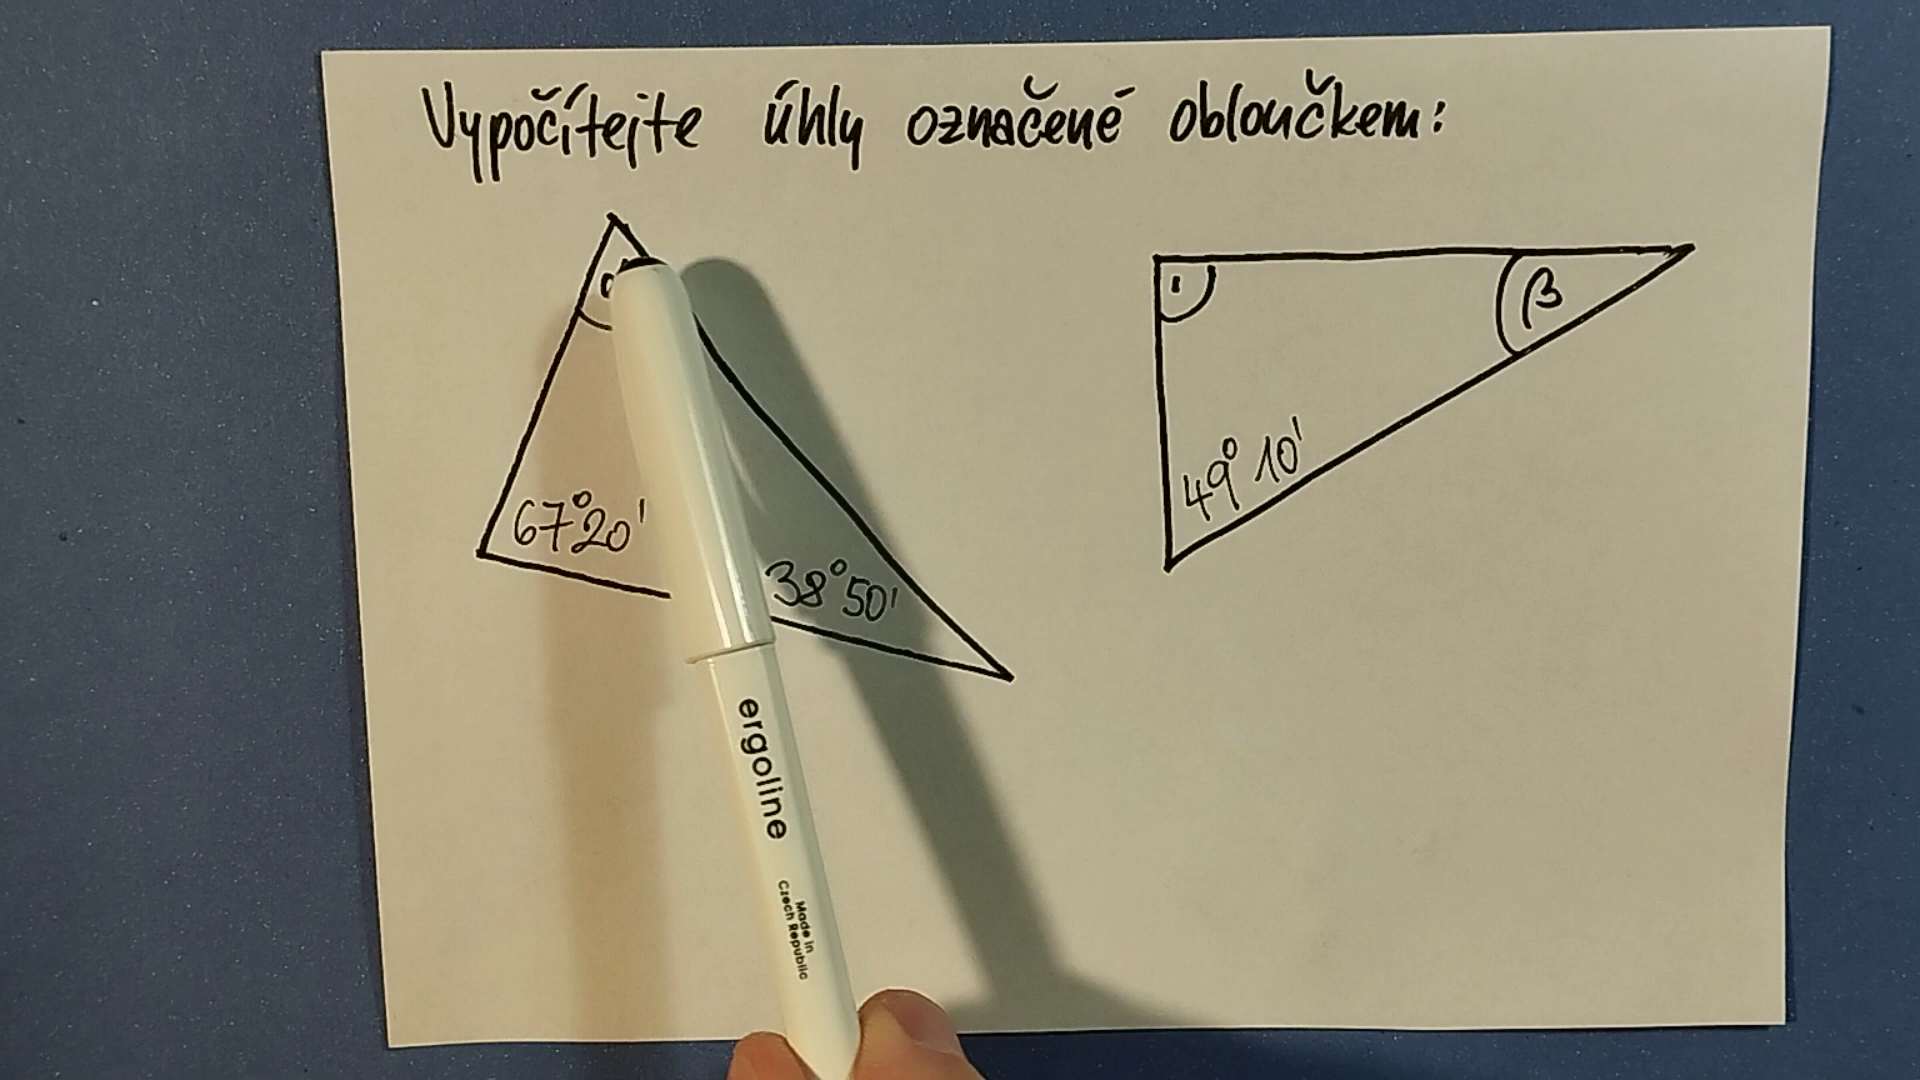 Vypočítejte úhly označené obloučkem:
β
49° 10'
67°20'
38°50'
ergoline
Made in
Czech Republic